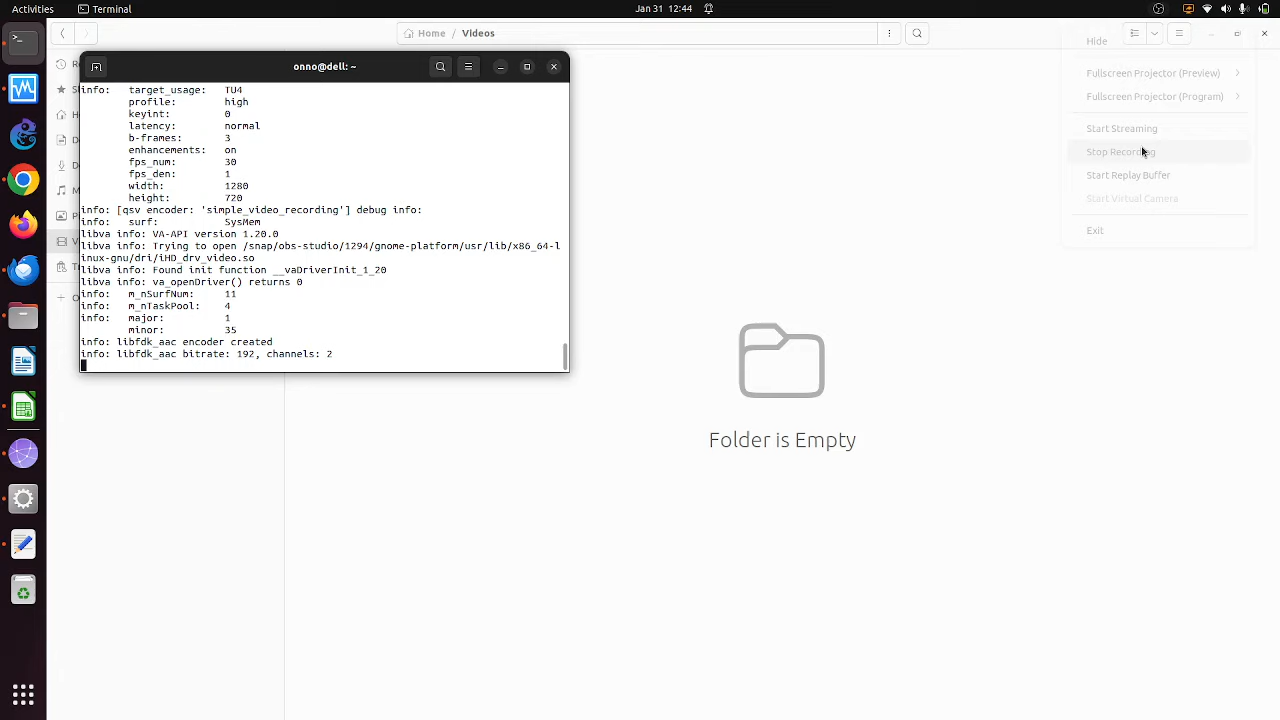 Activities
Terminal
Jan 31 12:44
Home / Videos
onno@dell: ~
info: target_usage: TU4
profile: high
keyint: 0
latency: normal
b-frames: 3
enhancements: on
fps_num: 30
fps_den: 1
width: 1280
height: 720
info: [qsv encoder: 'simple_video_recording'] debug info:
info: surf: SysMem
libva info: VA-API version 1.20.0
libva info: Trying to open /snap/obs-studio/1294/gnome-platform/usr/lib/x86_64-l
inux-gnu/dri/iHD_drv_video.so
libva info: Found init function __vaDriverInit_1_20
libva info: va_openDriver() returns 0
info: m_nSurfNum: 11
info: m_nTaskPool: 4
info: major: 1
minor: 35
info: libfdk_aac encoder created
info: libfdk_aac bitrate: 192, channels: 2
Hide
Fullscreen Projector (Preview)
Fullscreen Projector (Program)
Start Streaming
Stop Recording
Start Replay Buffer
Start Virtual Camera
Exit
Folder is Empty